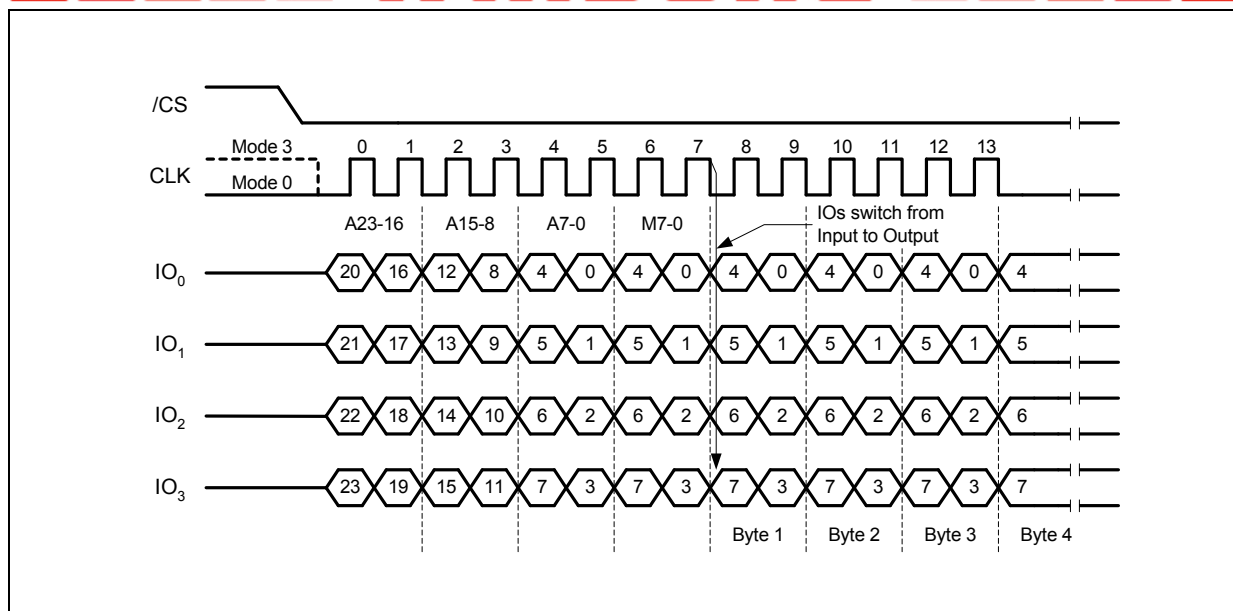 /CS
Mode 3 0 1 2 3 4 5 6 7 8 9 10 11 12 13
CLK
Mode 0
IOs switch from
Input to Output
A23-16 A15-8 A7-0 M7-0
IO0 20 16 12 8 4 0 4 0 4 0 4 0 4 0 4
IO1 21 17 13 9 5 1 5 1 5 1 5 1 5 1 5
IO2 22 18 14 10 6 2 6 2 6 2 6 2 6 2 6
IO3 23 19 15 11 7 3 7 3 7 3 7 3 7 3 7
Byte 1 Byte 2 Byte 3 Byte 4